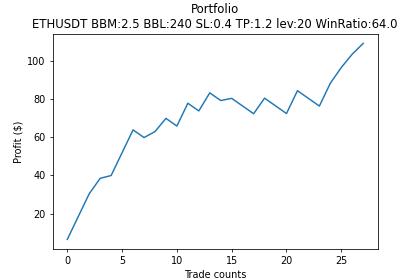 Portfolio
ETHUSDT BBM:2.5 BBL:240 SL:0.4 TP:1.2 lev:20 WinRatio:64.0
100
80
60
40
20
Profit ($)
0 5 10 15 20 25
Trade counts